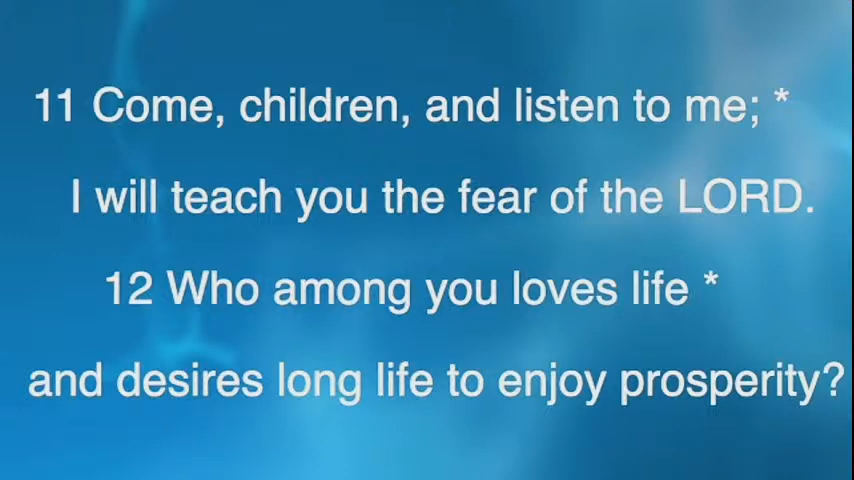 11 Come, children, and listen to me; *
I will teach you the fear of the LORD.
12 Who among you loves life *
and desires long life to enjoy prosperity?